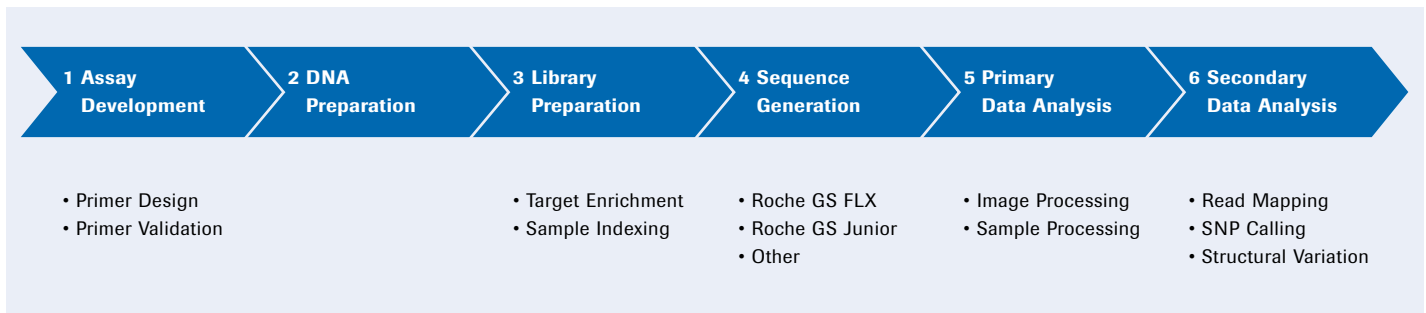 1 Assay
Development
2 DNA
Preparation
3 Library
Preparation
4 Sequence
Generation
5 Primary
Data Analysis
6 Secondary
Data Analysis
• Primer Design
• Primer Validation
• Target Enrichment
• Sample Indexing
• Roche GS FLX
• Roche GS Junior
• Other
• Image Processing
• Sample Processing
• Read Mapping
• SNP Calling
• Structural Variation